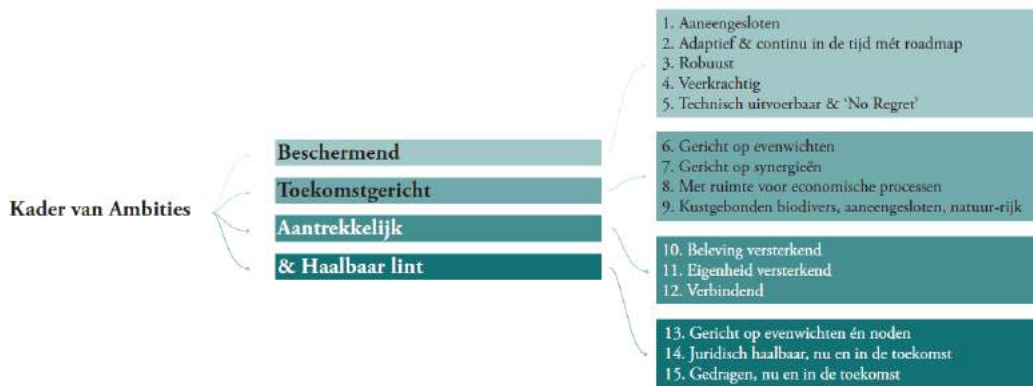 Kader van Ambities
Beschermend
Toekomstgericht
Aantrekkelijk
& Haalbaar lint
1. Aaneengesloten
2. Adaptief & continu in de tijd mét roadmap
3. Robuust
4. Veerkrachtig
5. Technisch uitvoerbaar & ‘No Regret’
6. Gericht op evenwichten
7. Gericht op synergieën
8. Met ruimte voor economische processen
9. Kustgebonden biodivers, aaneengesloten, natuur-rijk
10. Beleving versterkend
11. Eigenheid versterkend
12. Verbindend
13. Gericht op evenwichten én noden
14. Juridisch haalbaar, nu en in de toekomst
15. Gedragen, nu en in de toekomst